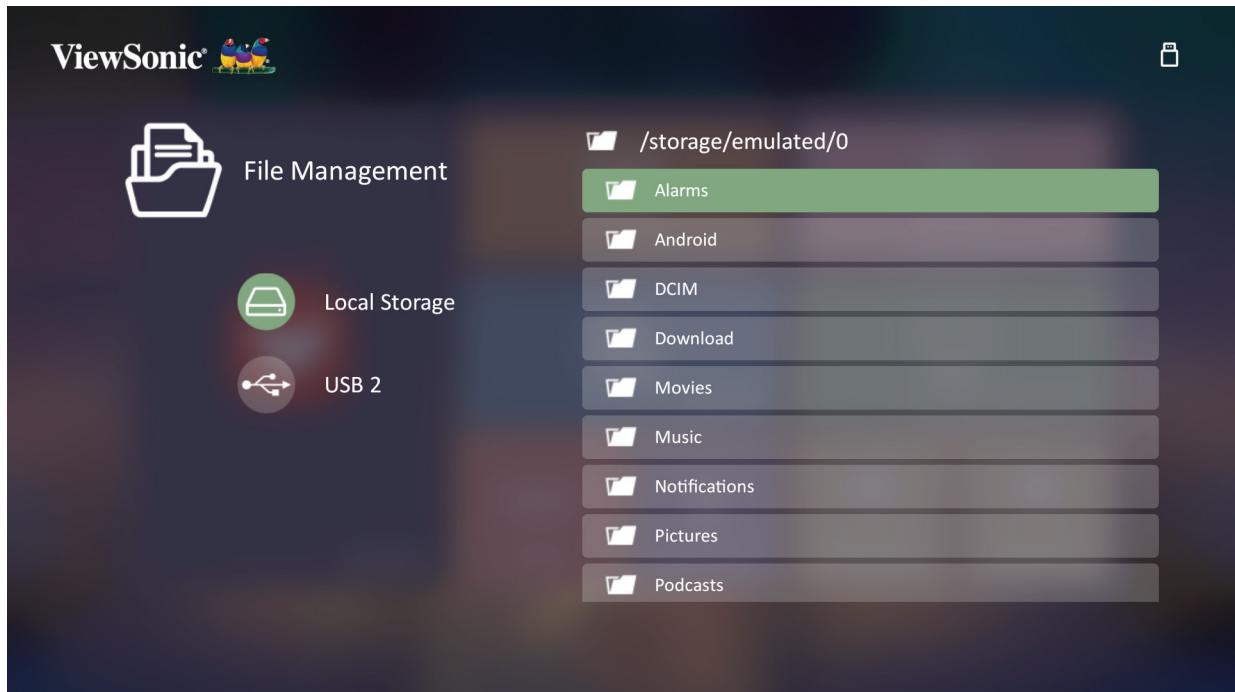 ViewSonic®
File Management
Local Storage
USB 2
/storage/emulated/0
Alarms
Android
DCIM
Download
Movies
Music
Notifications
Pictures
Podcasts